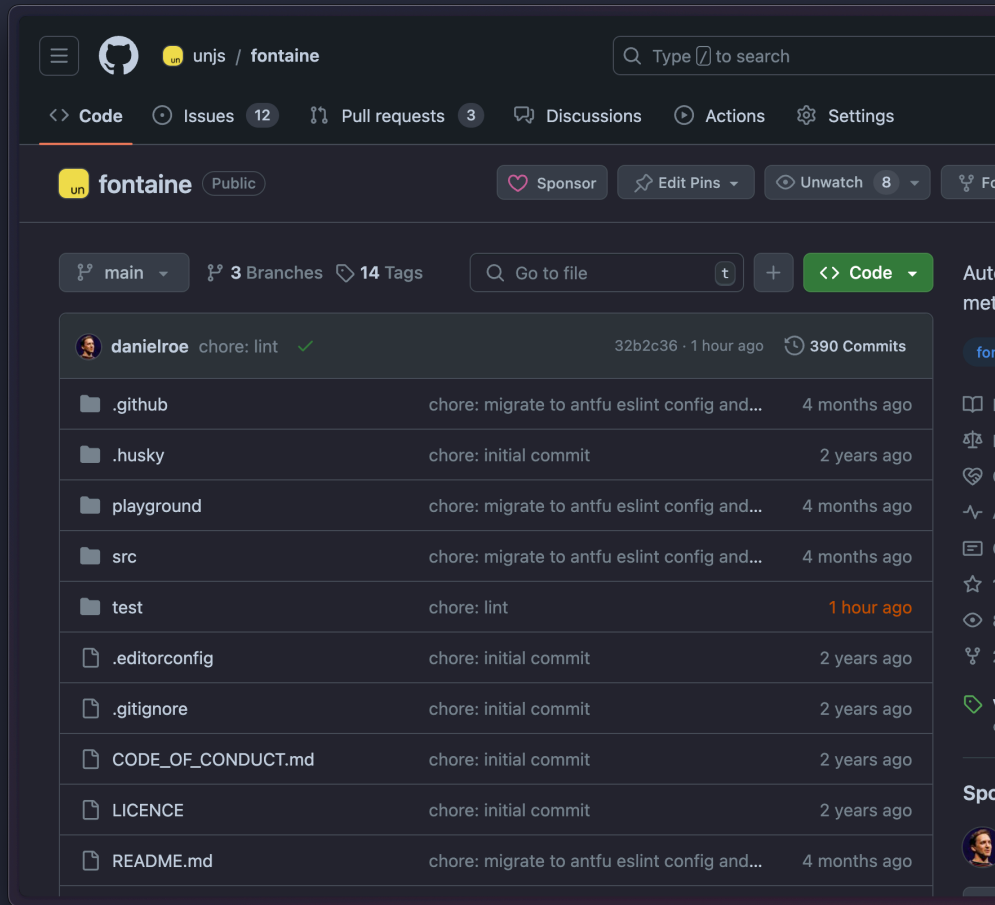 un unjs / fontaine
Type / to search
Code Issues 12 Pull requests 3 Discussions Actions Settings
un fontaine Public Sponsor Edit Pins Unwatch 8
main 3 Branches 14 Tags Go to file t + Code
danielroe chore: lint 32b2c36 · 1 hour ago 390 Commits
.github chore: migrate to antfu eslint config and... 4 months ago
.husky chore: initial commit 2 years ago
playground chore: migrate to antfu eslint config and... 4 months ago
src chore: migrate to antfu eslint config and... 4 months ago
test chore: lint 1 hour ago
.editorconfig chore: initial commit 2 years ago
.gitignore chore: initial commit 2 years ago
CODE_OF_CONDUCT.md chore: initial commit 2 years ago
LICENCE chore: initial commit 2 years ago
README.md chore: migrate to antfu eslint config and... 4 months ago